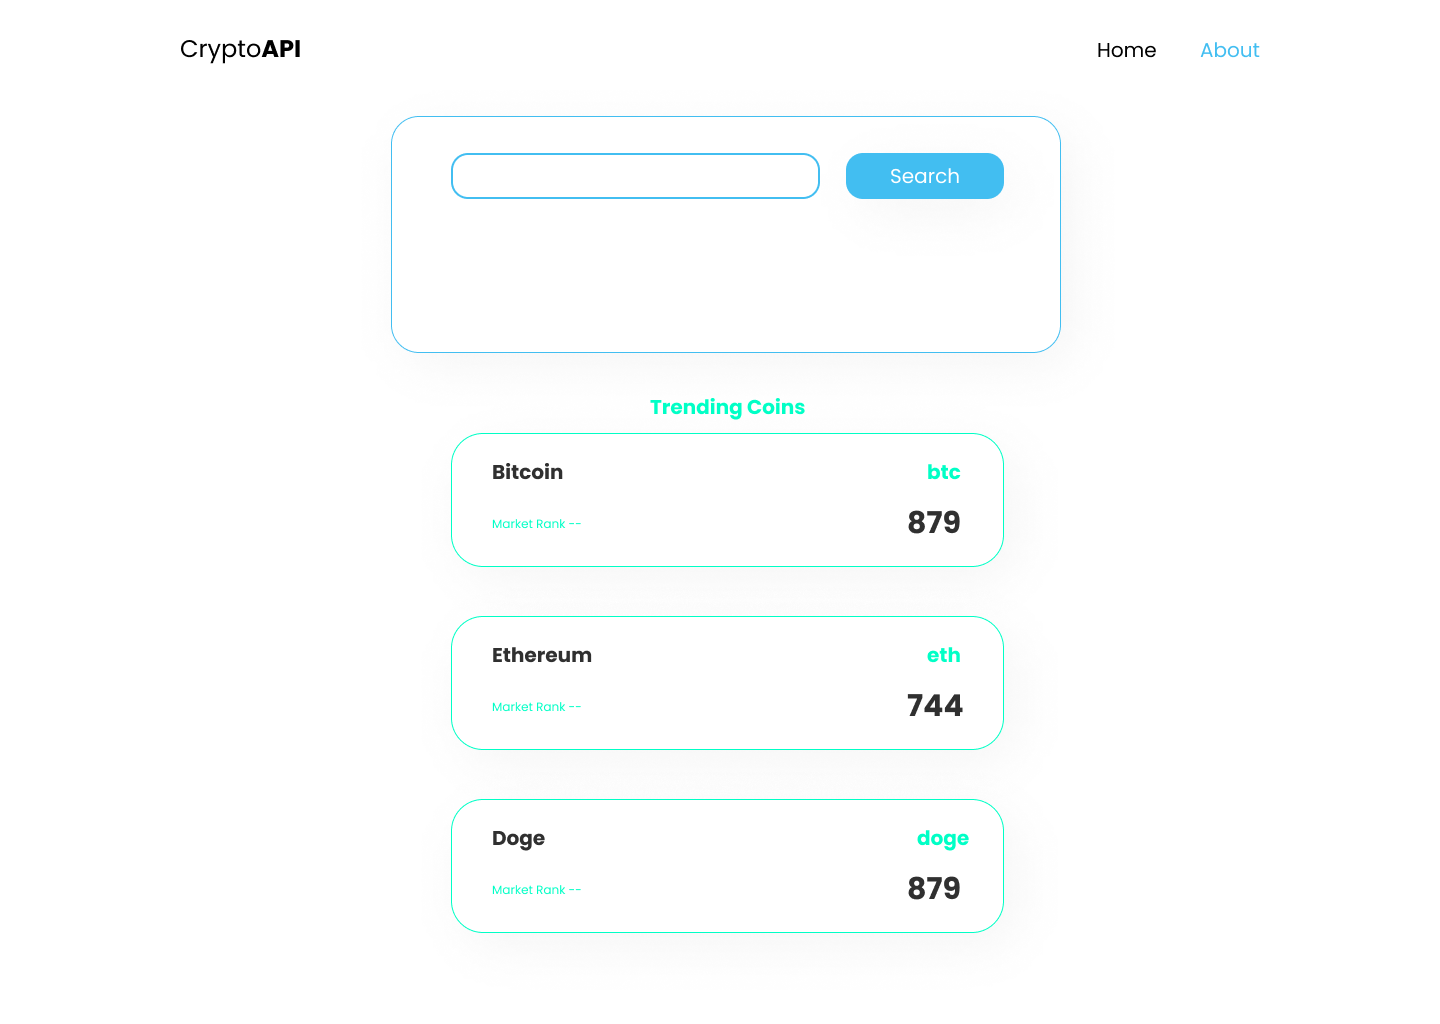 CryptoAPI
Home About
Search
Trending Coins
Bitcoin btc
Market Rank -- 879
Ethereum eth
Market Rank -- 744
Doge doge
Market Rank -- 879